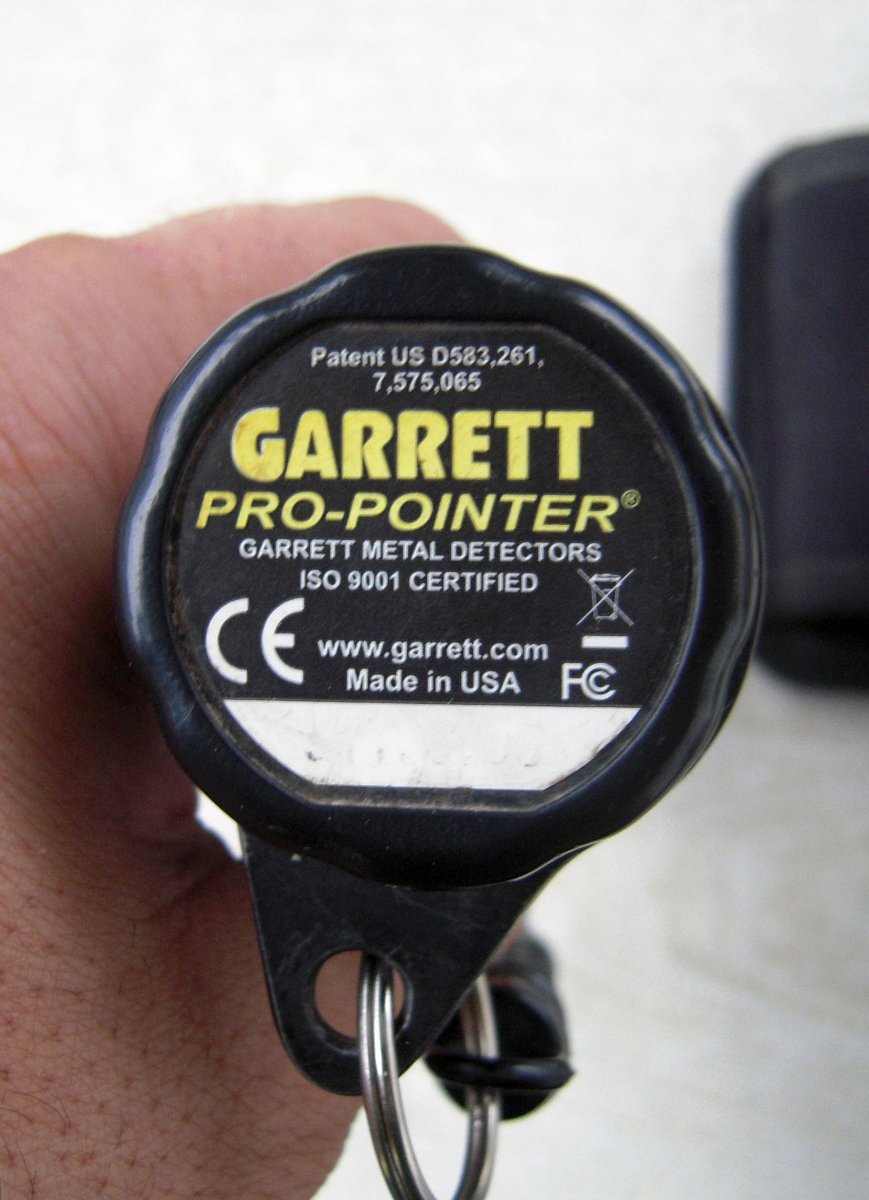 Patent US D583,261,
7,575,065
GARRETT
PRO-POINTER®
GARRETT METAL DETECTORS
ISO 9001 CERTIFIED
CE
www.garrett.com
Made in USA
FC